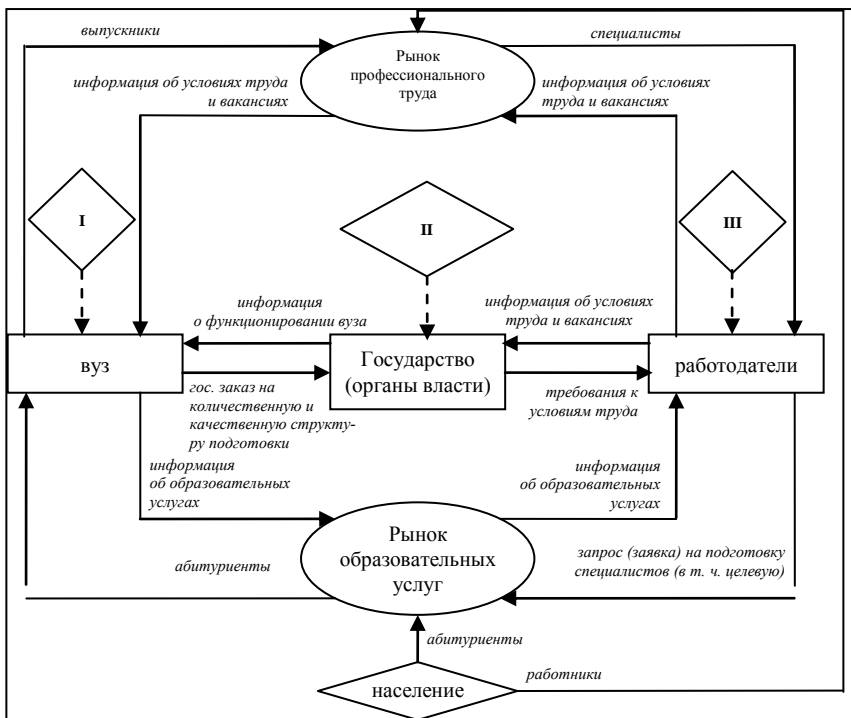 выпускники
специалисты
Рынок
профессионального
труда
информация об условиях труда
и вакансиях
информация об условиях
труда и вакансиях
I
II
III
информация
о функционировании вуза
информация об условиях
труда и вакансиях
вуз
Государство
(органы власти)
работодатели
гос. заказ на
количественную и
качественную структу-
ру подготовки
требования к
условиям труда
информация
об образовательных
услугах
информация
об образовательных
услугах
Рынок
образовательных
услуг
абитуриенты
запрос (заявка) на подготовку
специалистов (в т. ч. целевую)
абитуриенты
население
работники